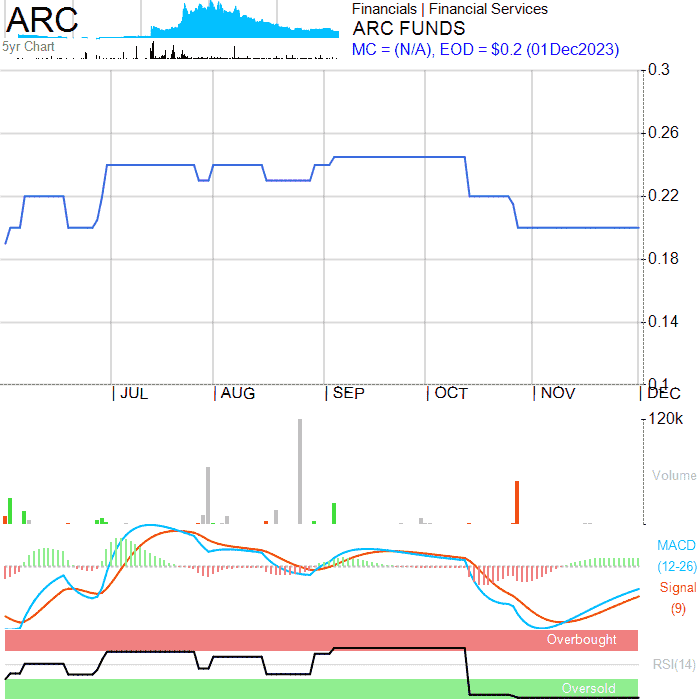 ARC
5yr Chart
Financials | Financial Services
ARC FUNDS
MC = (N/A), EOD = $0.2 (01Dec2023)
0.3
0.26
0.22
0.18
0.14
0.1
JUL
AUG
SEP
OCT
NOV
DEC
120k
Volume
MACD
(12-26)
Signal
(9)
Overbought
RSI(14)
Oversold